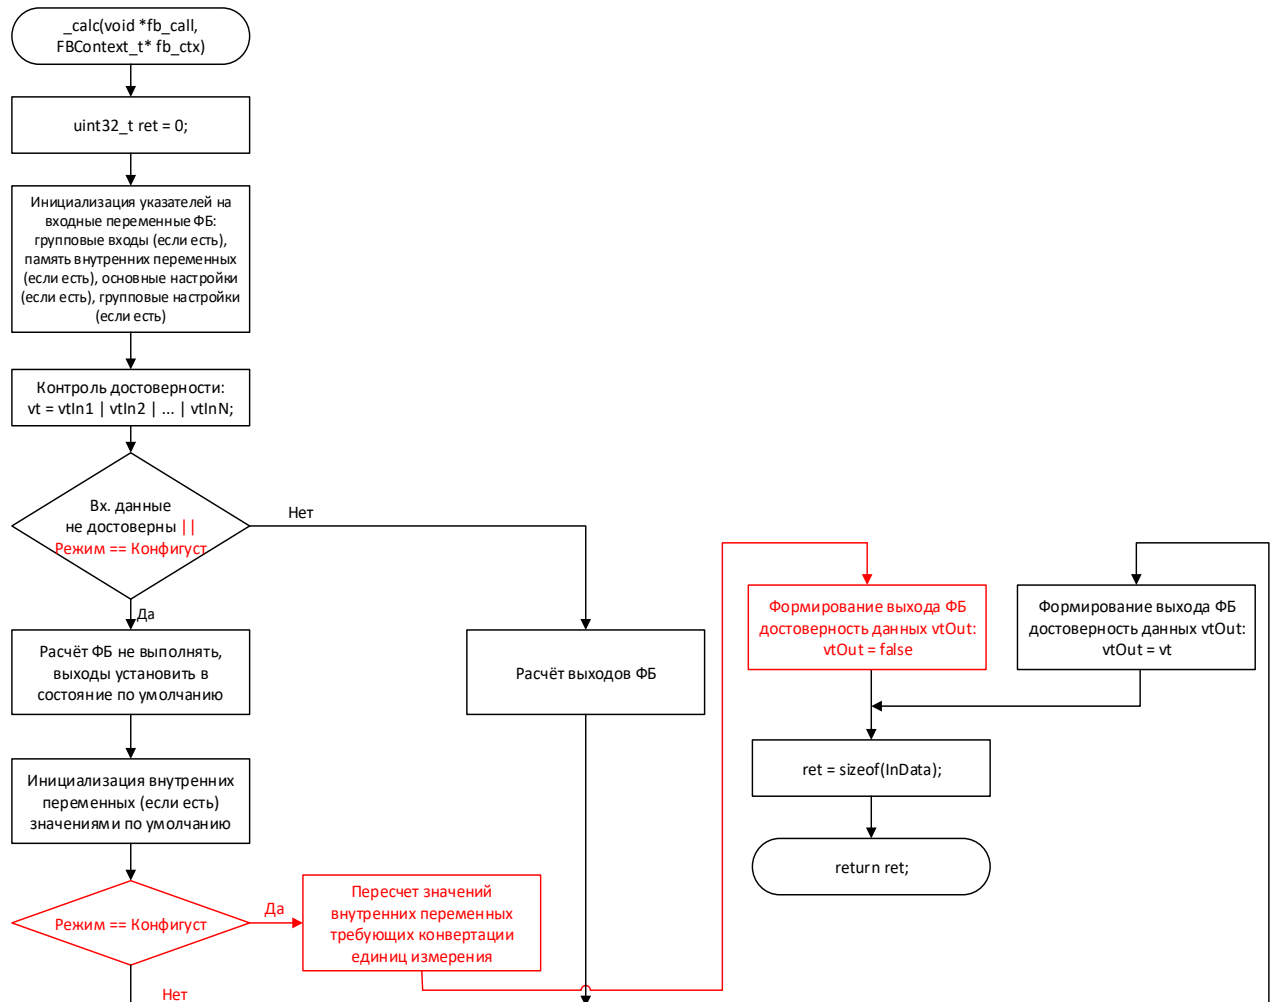 _calc(void *fb_call,
FBContext_t* fb_ctx)
uint32_t ret = 0;
Инициализация указателей на
входные переменные ФБ:
групповые входы (если есть),
память внутренних переменных
(если есть), основные настройки
(если есть), групповые настройки
(если есть)
Контроль достоверности:
vt = vtIn1 | vtIn2 | ... | vtInN;
Вх. данные
не достоверны ||
Режим == Конфигуст
Нет
Да
Расчёт ФБ не выполнять,
выходы установить в
состояние по умолчанию
Расчёт выходов ФБ
Инициализация внутренних
переменных (если есть)
значениями по умолчанию
Режим == Конфигуст
Да
Нет
Пересчет значений
внутренних переменных
требующих конвертации
единиц измерения
Формирование выхода ФБ
достоверность данных vtOut:
vtOut = false
Формирование выхода ФБ
достоверность данных vtOut:
vtOut = vt
ret = sizeof(InData);
return ret;